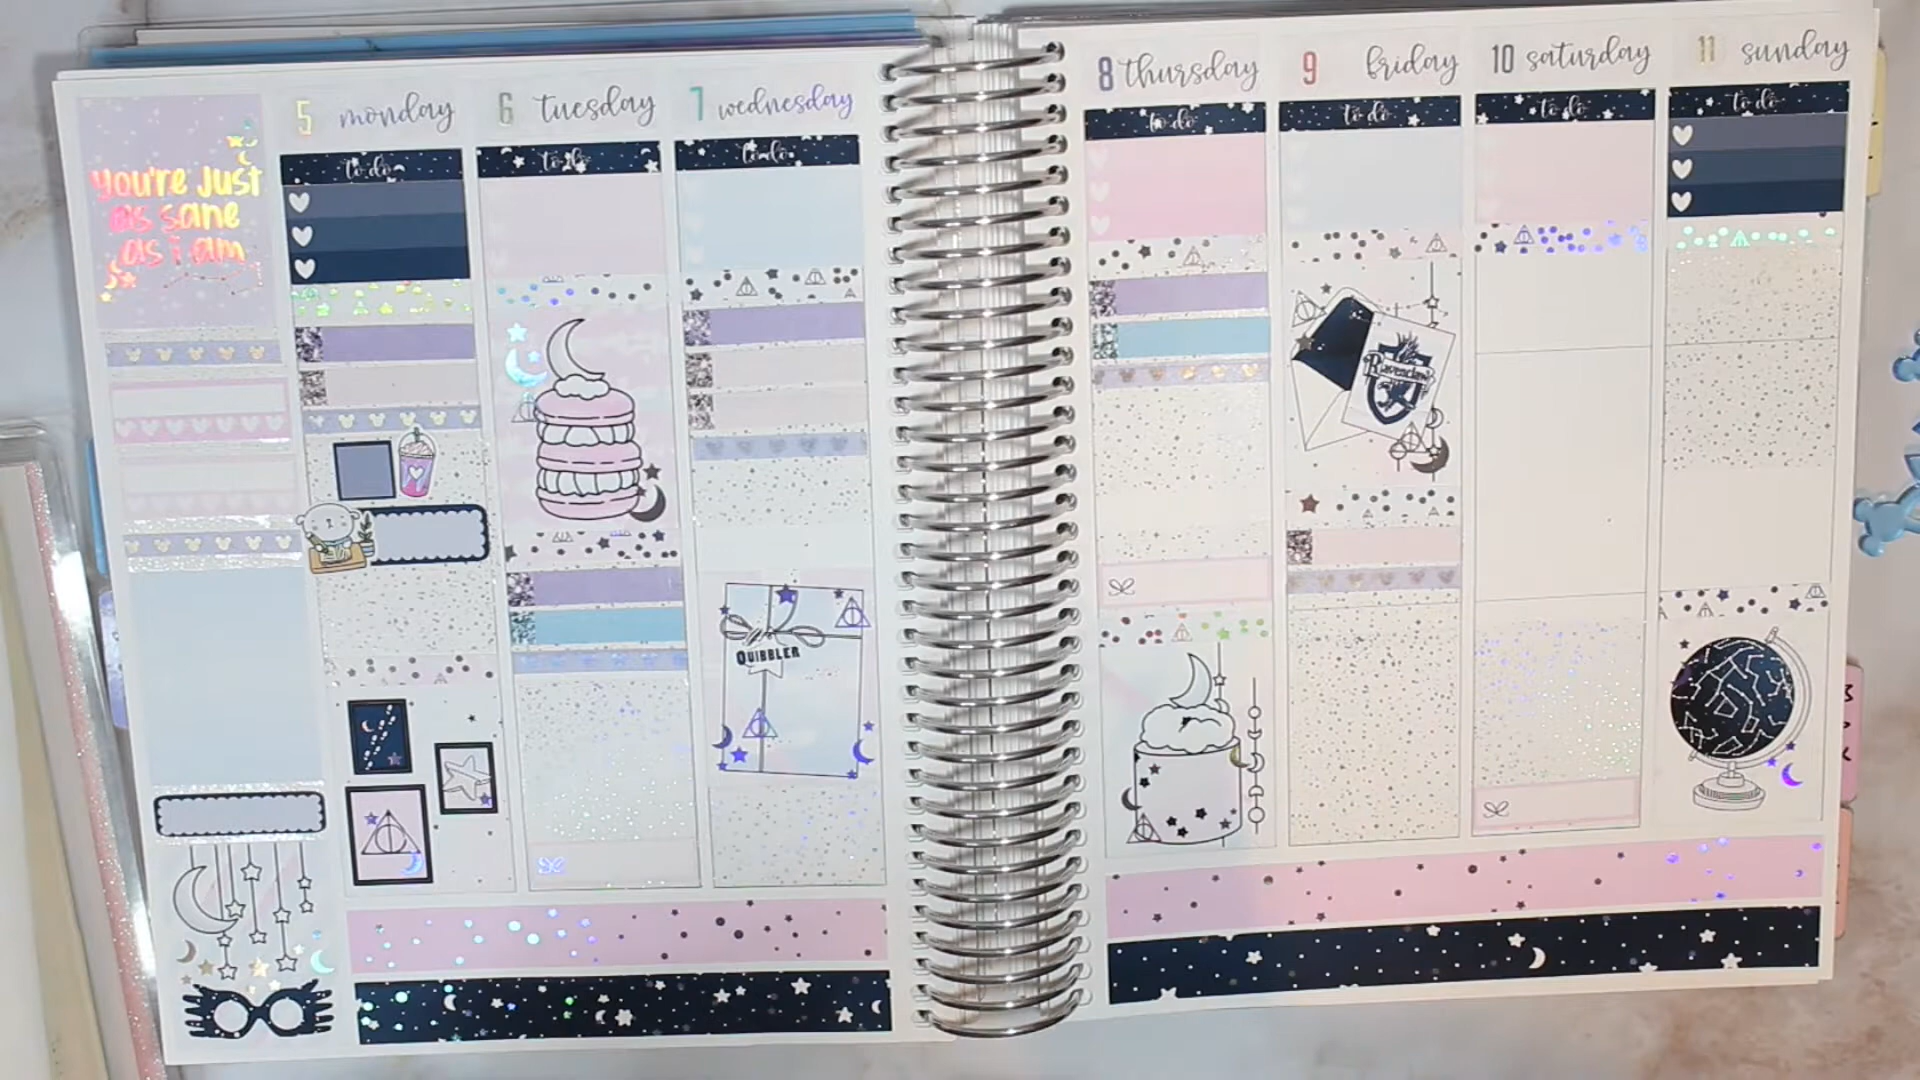 you're just
as sane
as i am
5 monday
to do
6 tuesday
to do
7 wednesday
to do
QUIBBLER
8 thursday
to do
9 friday
to do
Ravenclaw
10 saturday
to do
11 sunday
to do